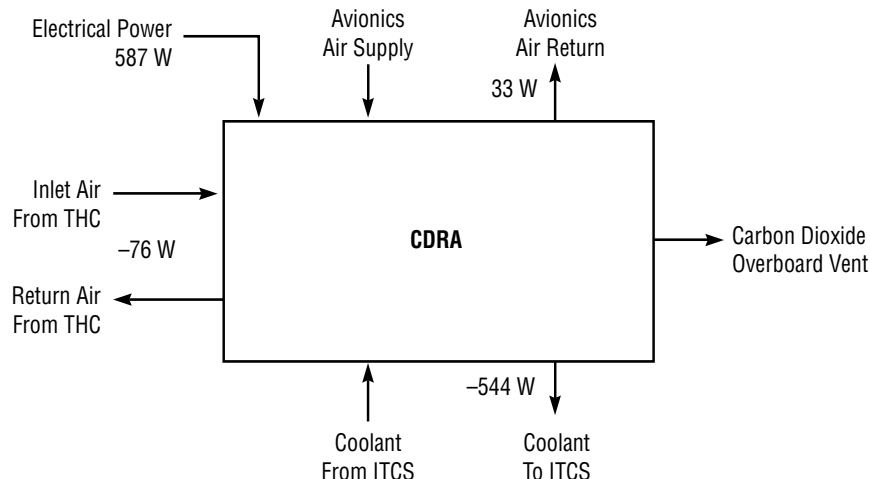 Electrical Power
587 W
Avionics
Air Supply
Avionics
Air Return
33 W
Inlet Air
From THC
–76 W
Return Air
From THC
CDRA
Carbon Dioxide
Overboard Vent
–544 W
Coolant
From ITCS
Coolant
To ITCS